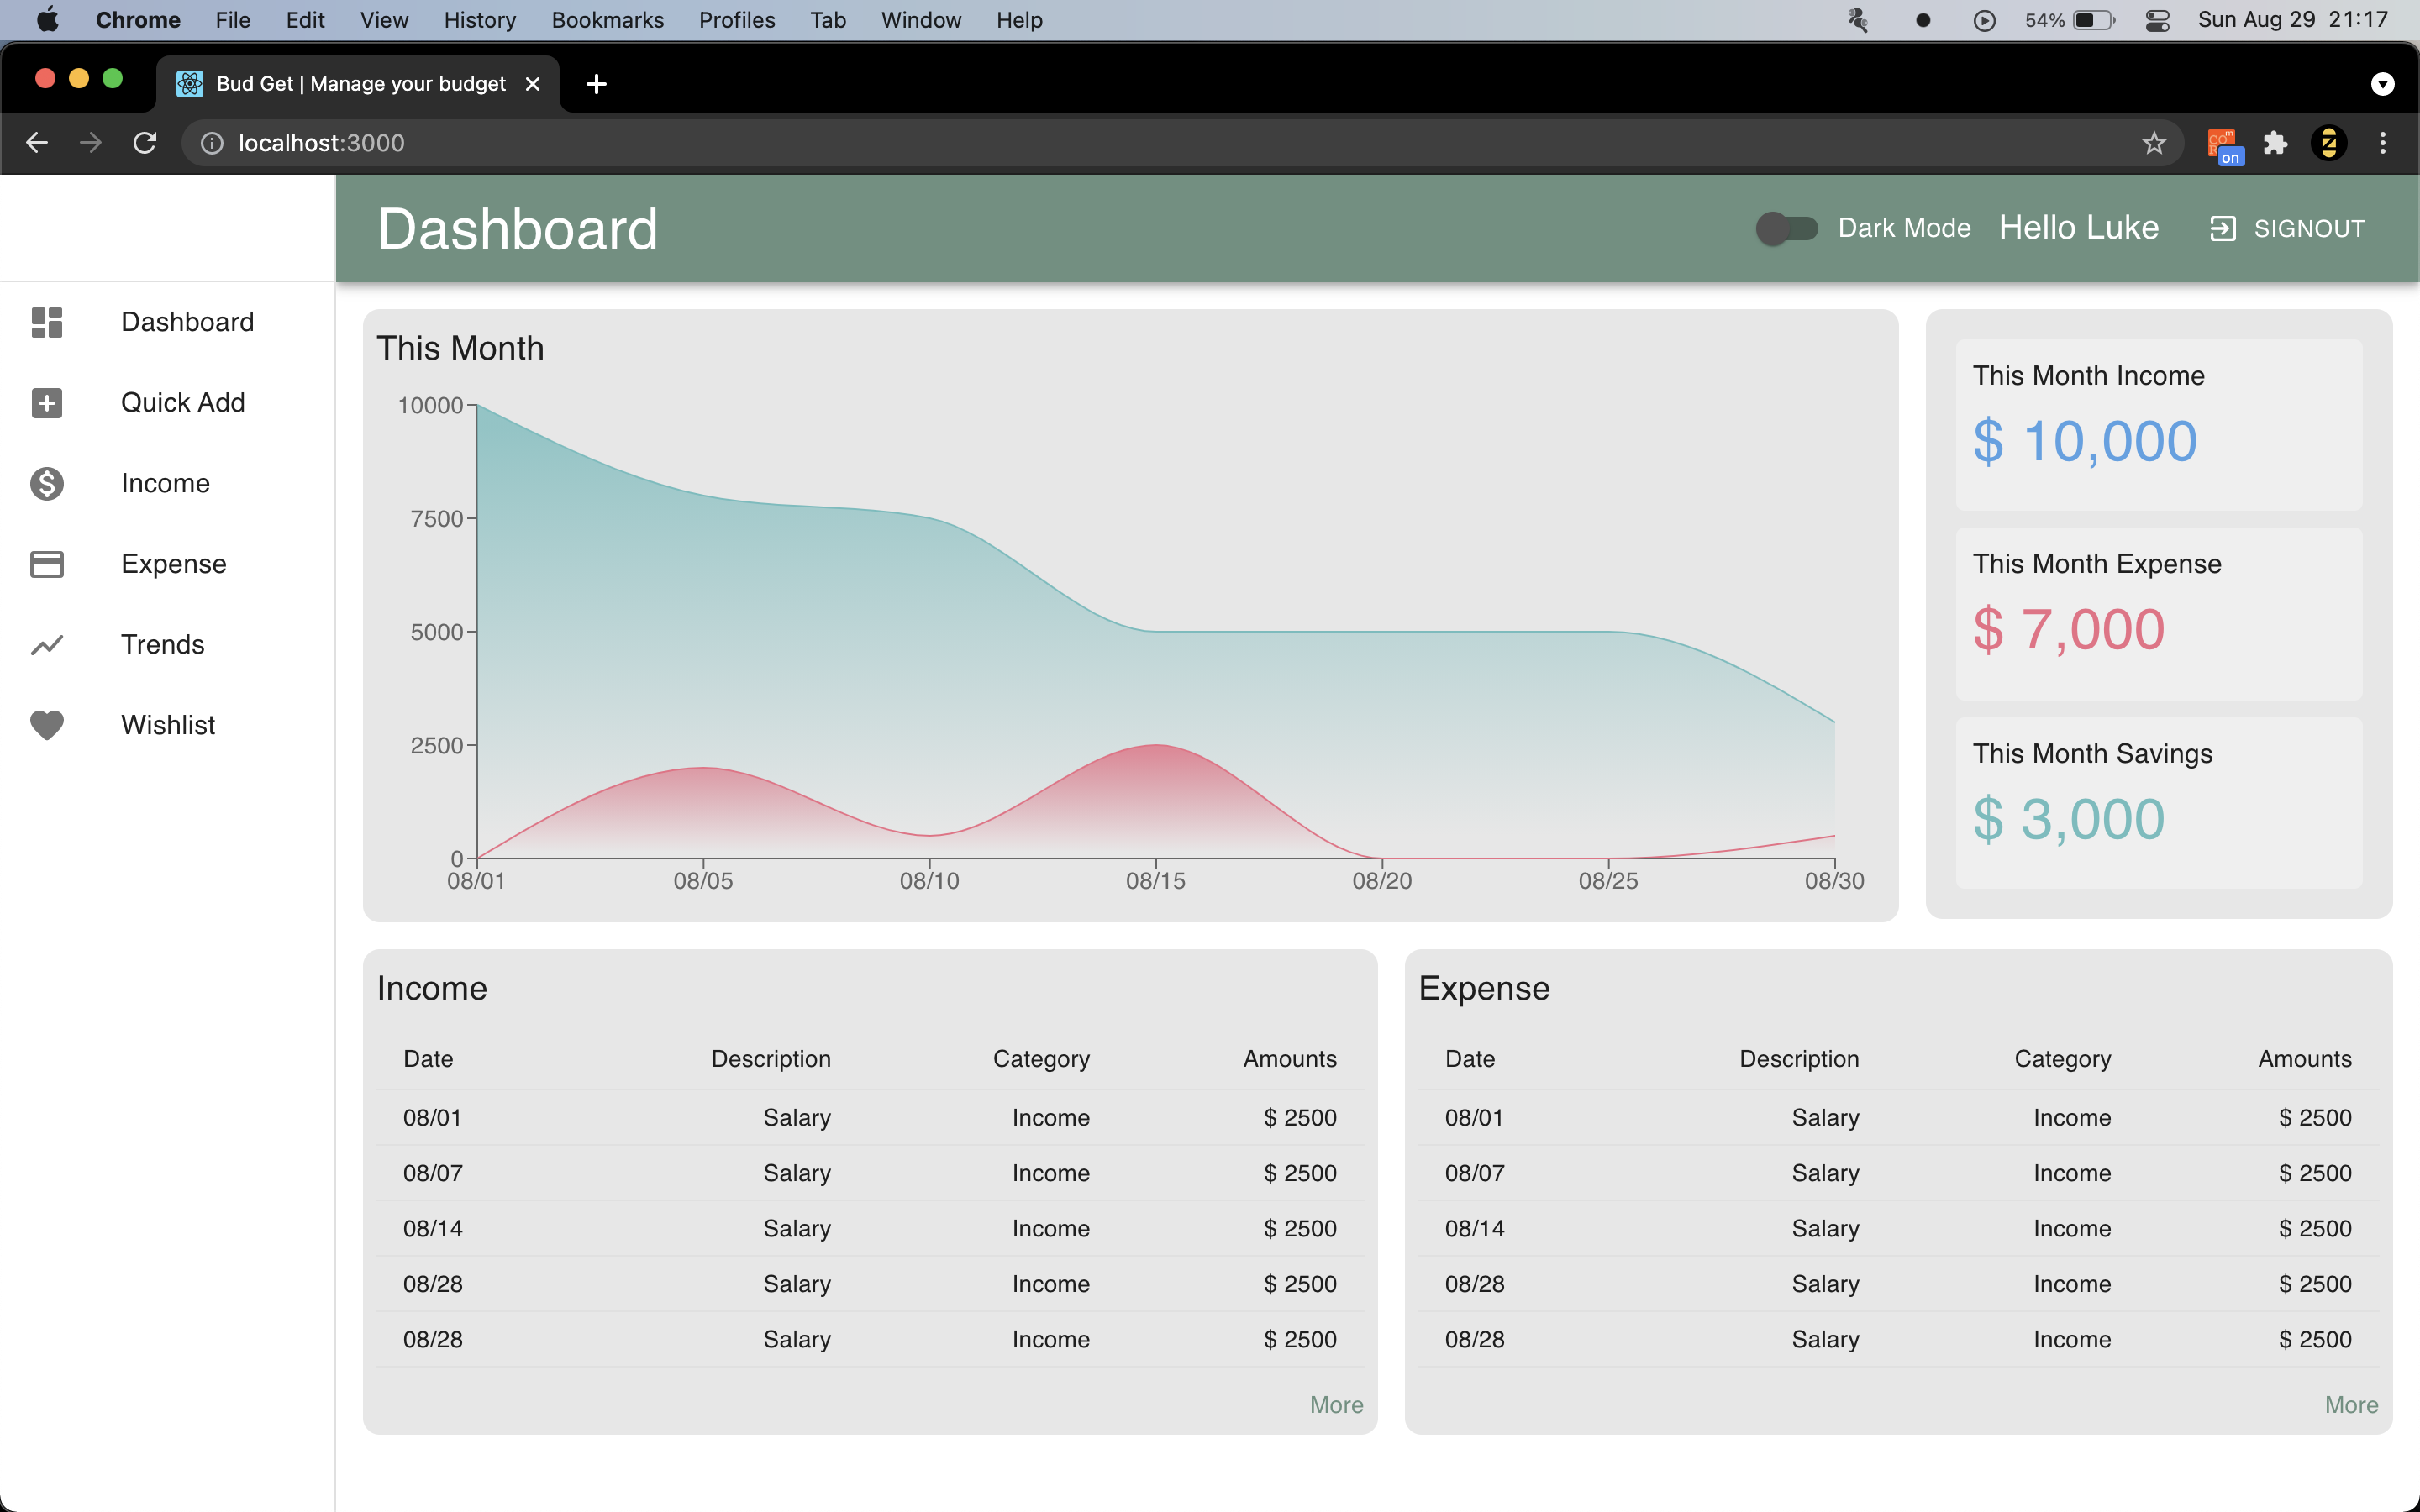 Chrome File Edit View History Bookmarks Profiles Tab Window Help 54% Sun Aug 29 21:17
Bud Get | Manage your budget
localhost:3000
on
Dashboard Dark Mode Hello Luke SIGNOUT
Dashboard
Quick Add
Income
Expense
Trends
Wishlist
This Month
10000
7500
5000
2500
0
08/01 08/05 08/10 08/15 08/20 08/25 08/30
This Month Income
$ 10,000
This Month Expense
$ 7,000
This Month Savings
$ 3,000
Income
Date Description Category Amounts
08/01 Salary Income $ 2500
08/07 Salary Income $ 2500
08/14 Salary Income $ 2500
08/28 Salary Income $ 2500
08/28 Salary Income $ 2500
More
Expense
Date Description Category Amounts
08/01 Salary Income $ 2500
08/07 Salary Income $ 2500
08/14 Salary Income $ 2500
08/28 Salary Income $ 2500
08/28 Salary Income $ 2500
More